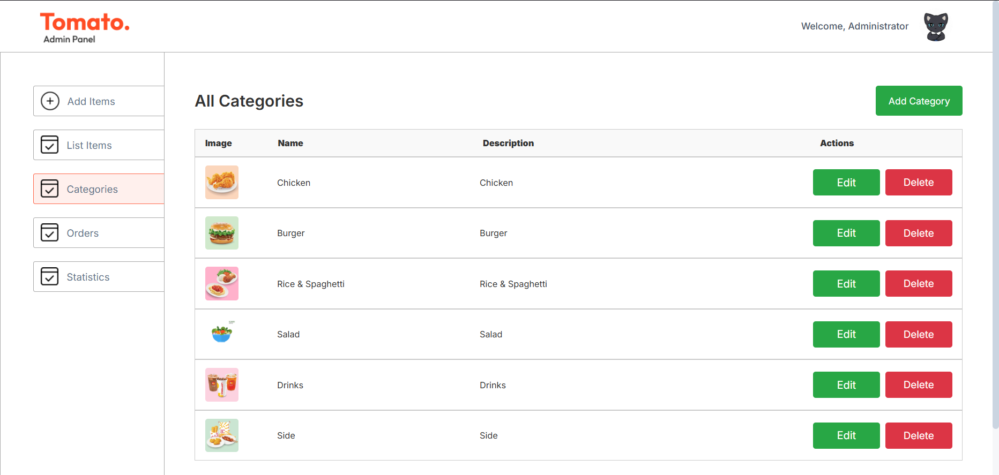 Tomato.
Admin Panel
Welcome, Administrator
Add Items
List Items
Categories
Orders
Statistics
All Categories
Add Category
Image Name Description Actions
Chicken Chicken Edit Delete
Burger Burger Edit Delete
Rice & Spaghetti Rice & Spaghetti Edit Delete
Salad Salad Edit Delete
Drinks Drinks Edit Delete
Side Side Edit Delete